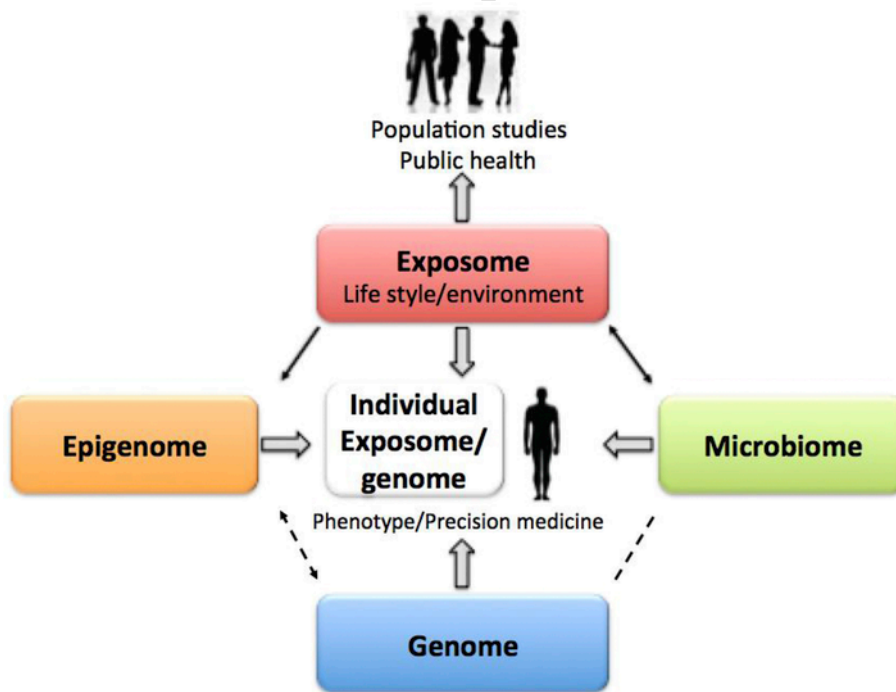 Population studies
Public health
Exposome
Life style/environment
Epigenome
Individual
Exposome/
genome
Microbiome
Phenotype/Precision medicine
Genome